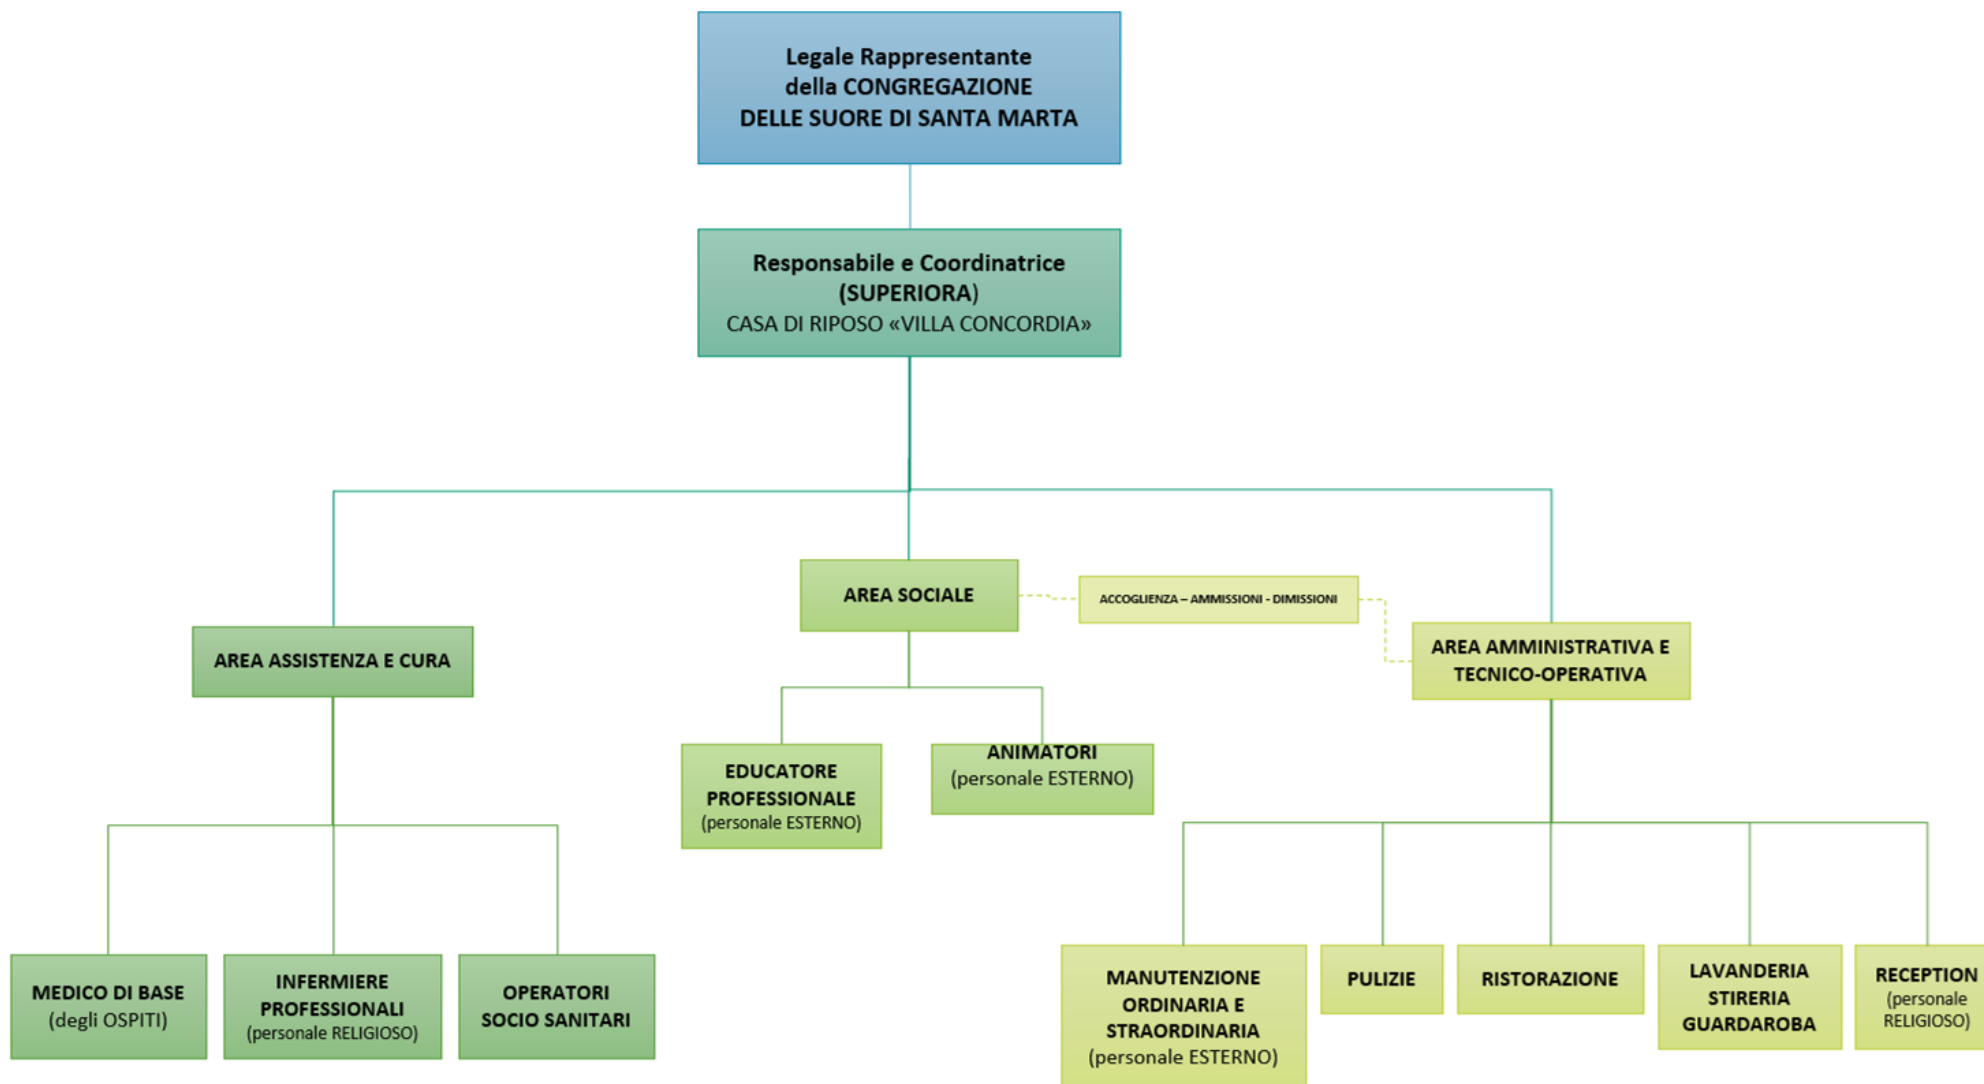 Legale Rappresentante
della CONGREGAZIONE
DELLE SUORE DI SANTA MARTA
Responsabile e Coordinatrice
(SUPERIORA)
CASA DI RIPOSO «VILLA CONCORDIA»
AREA SOCIALE
ACCOGLIENZA – AMMISSIONI - DIMISSIONI
AREA ASSISTENZA E CURA
AREA AMMINISTRATIVA E
TECNICO-OPERATIVA
EDUCATORE
PROFESSIONALE
(personale ESTERNO)
ANIMATORI
(personale ESTERNO)
MEDICO DI BASE
(degli OSPITI)
INFERMIERE
PROFESSIONALI
(personale RELIGIOSO)
OPERATORI
SOCIO SANITARI
MANUTENZIONE
ORDINARIA E
STRAORDINARIA
(personale ESTERNO)
PULIZIE
RISTORAZIONE
LAVANDERIA
STIRERIA
GUARDAROBA
RECEPTION
(personale
RELIGIOSO)